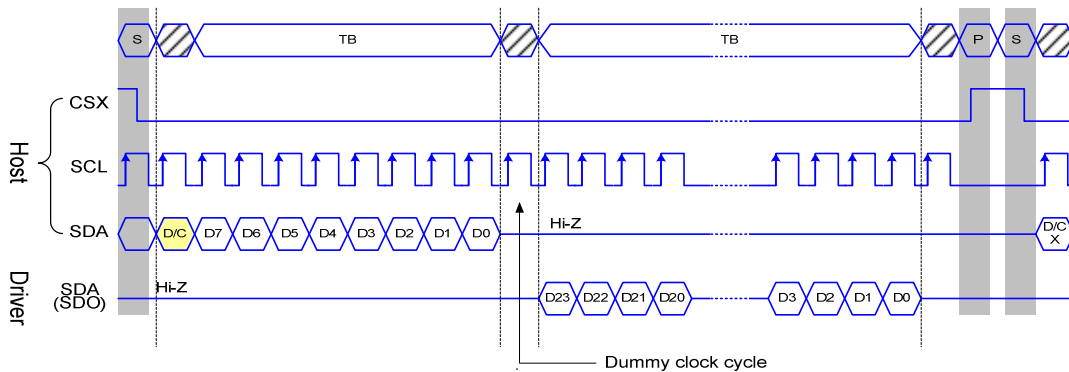 S TB TB P S
CSX
Host
SCL
SDA D/C D7 D6 D5 D4 D3 D2 D1 D0 Hi-Z D/C
X
Driver
SDA
(SDO)
Hi-Z
D23 D22 D21 D20 D3 D2 D1 D0
Dummy clock cycle